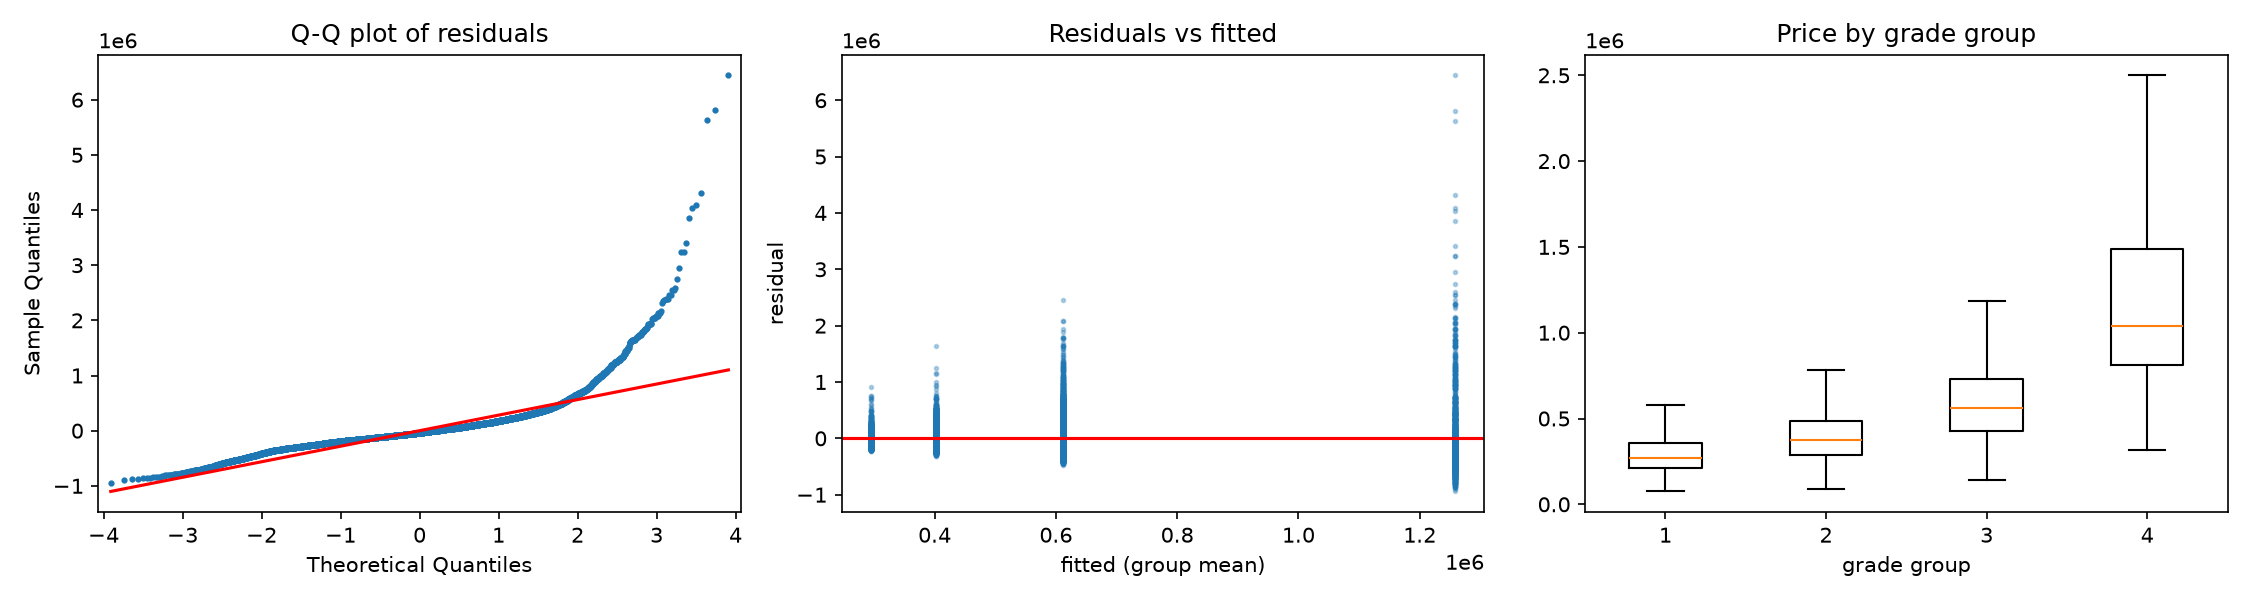 Q-Q plot of residuals
1e6
6
5
4
3
2
1
0
−1
Sample Quantiles
−4 −3 −2 −1 0 1 2 3 4
Theoretical Quantiles
Residuals vs fitted
1e6
6
5
4
3
2
1
0
−1
residual
0.4 0.6 0.8 1.0 1.2
1e6
fitted (group mean)
Price by grade group
1e6
2.5
2.0
1.5
1.0
0.5
0.0
1 2 3 4
grade group